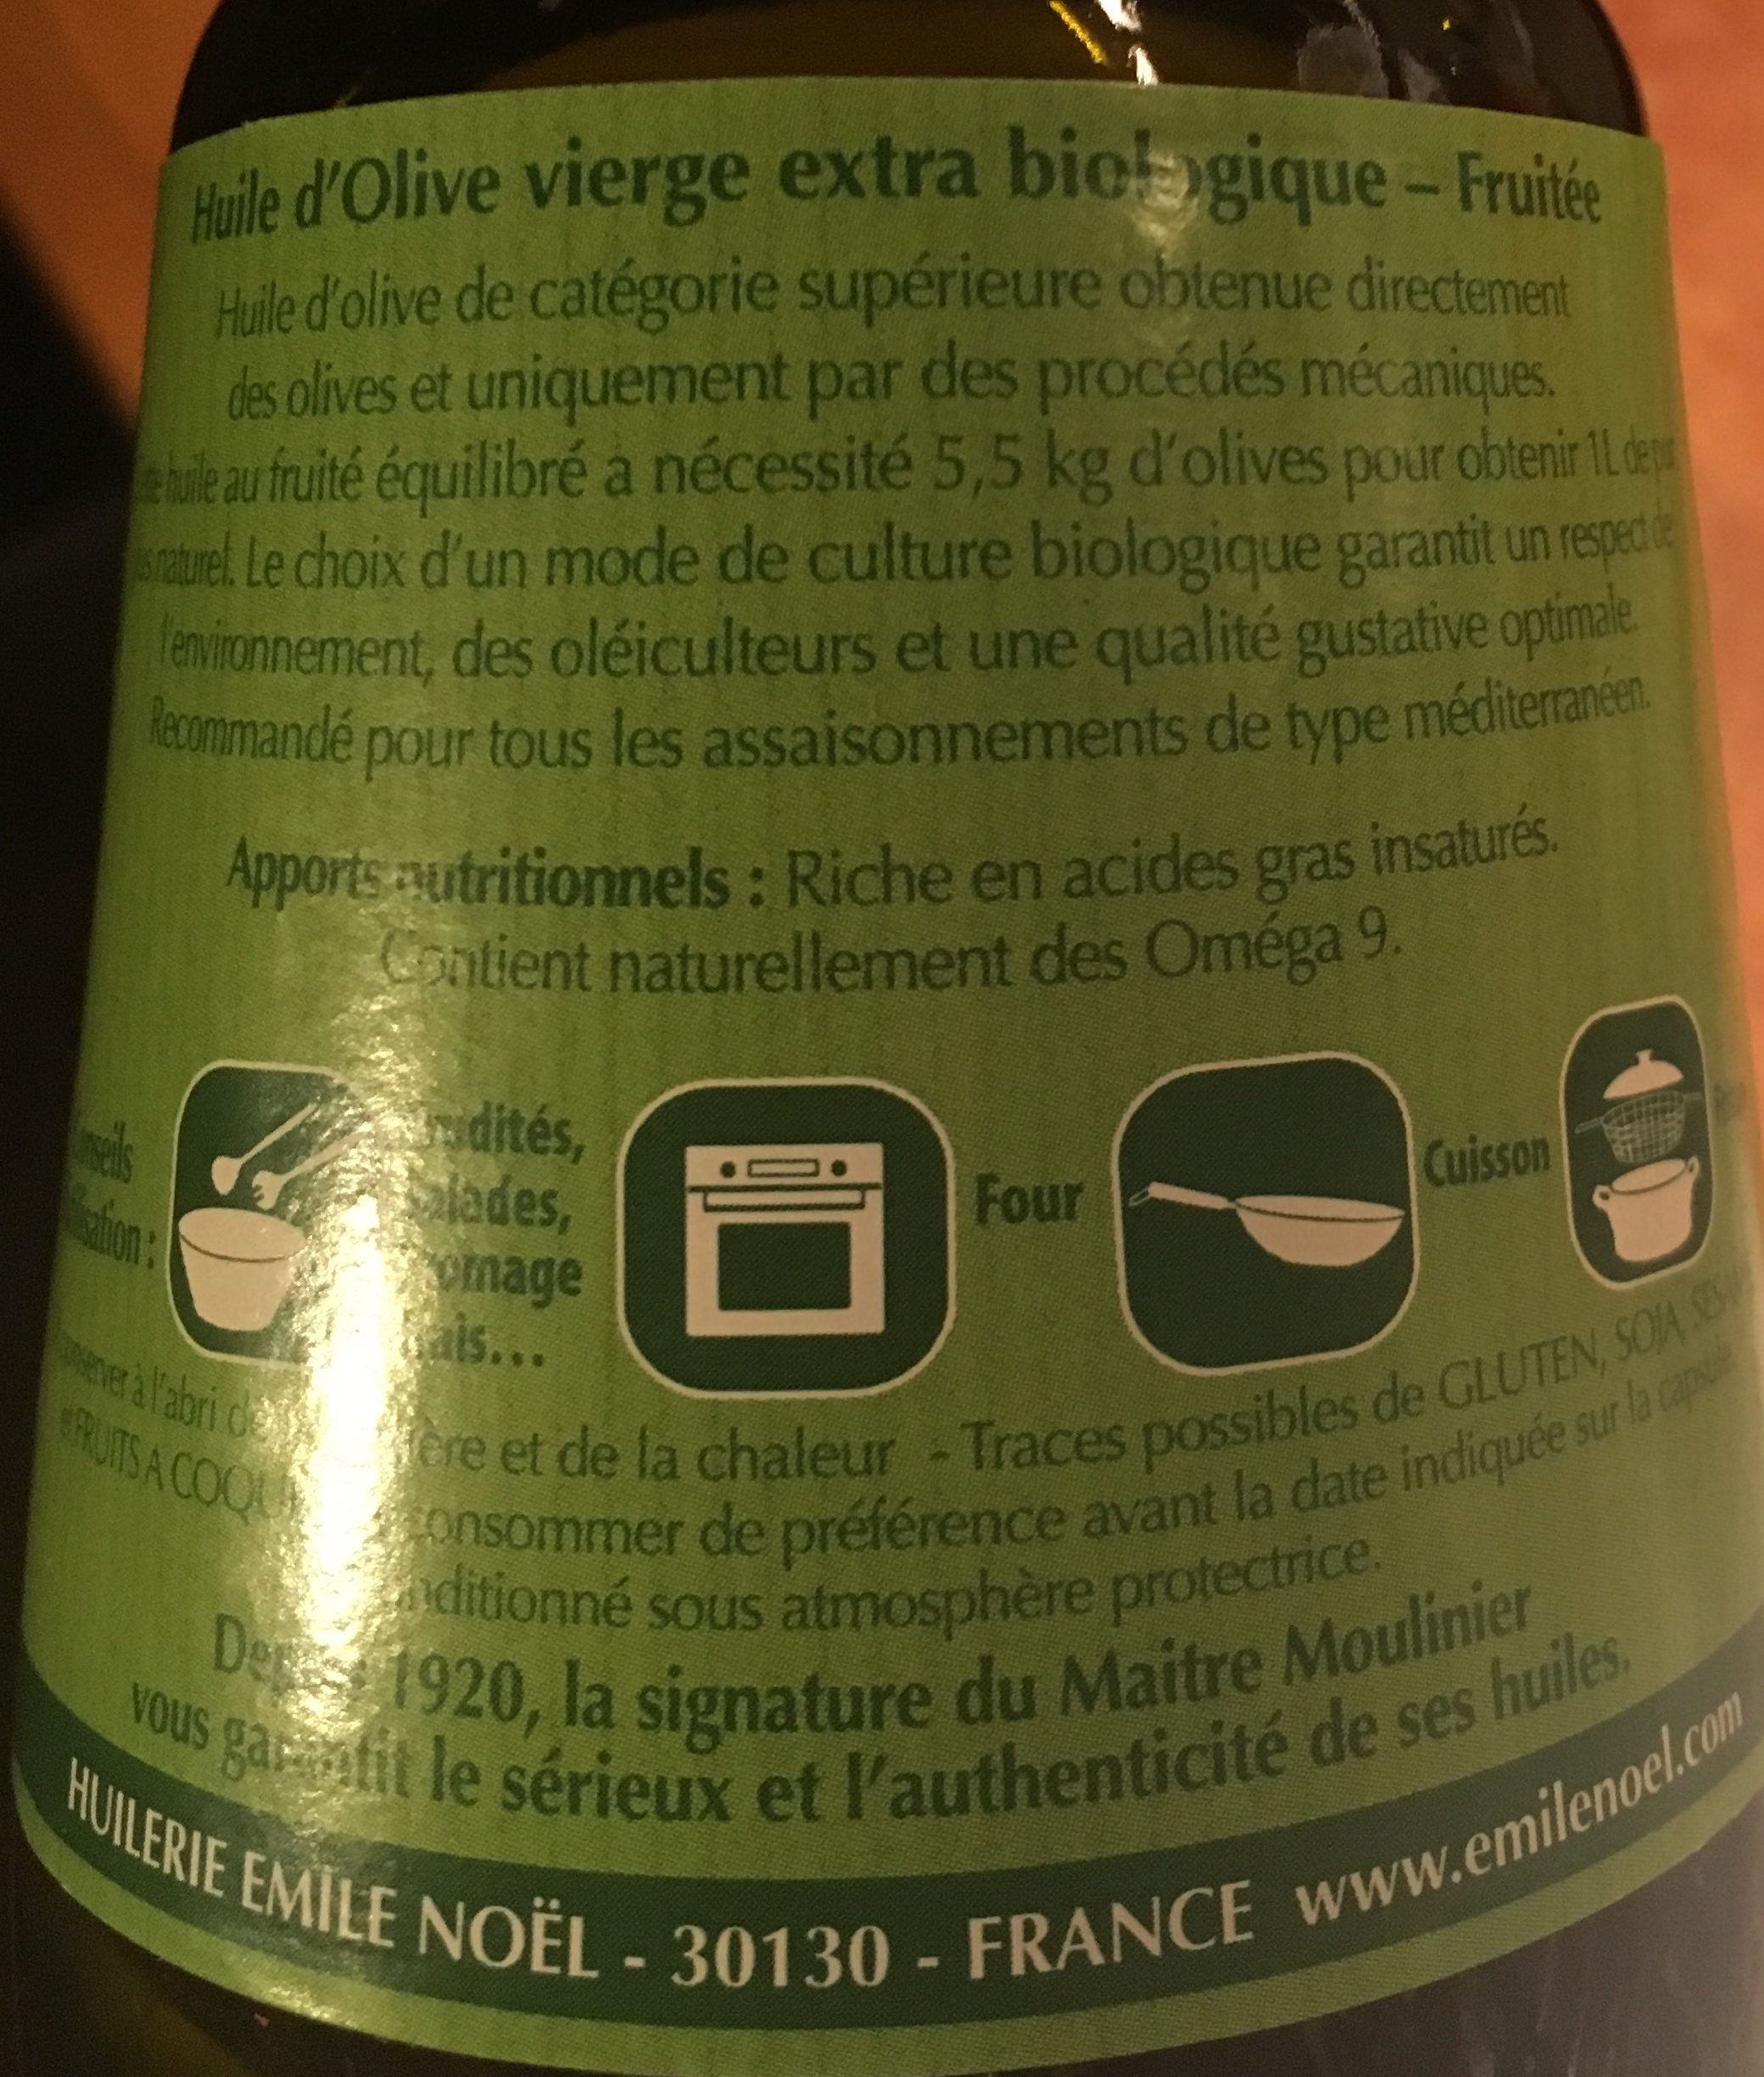 Huile d'Olive vierge extra biologique – Fruitée
Huile d'olive de catégorie supérieure obtenue directement
des olives et uniquement par des procédés mécaniques.
huile au fruité équilibré a nécessité 5,5 kg d'olives pour obtenir 1L de pur
naturel. Le choix d'un mode de culture biologique garantit un respect de
l'environnement, des oléiculteurs et une qualité gustative optimale.
Recommandé pour tous les assaisonnements de type méditerranéen.
Apports nutritionnels : Riche en acides gras insaturés.
Contient naturellement des Oméga 9.
Four
Cuisson
à l'abri et de la chaleur - Traces possibles de GLUTEN, SOJA,
et FRUITS A COQUE consommer de préférence avant la date indiquée sur la capsule
sous atmosphère protectrice.
Depuis 1920, la signature du Maitre Moulinier
vous garantit le sérieux et l'authenticité de ses huiles.
HUILERIE EMILE NOËL - 30130 - FRANCE www.emilenoel.com